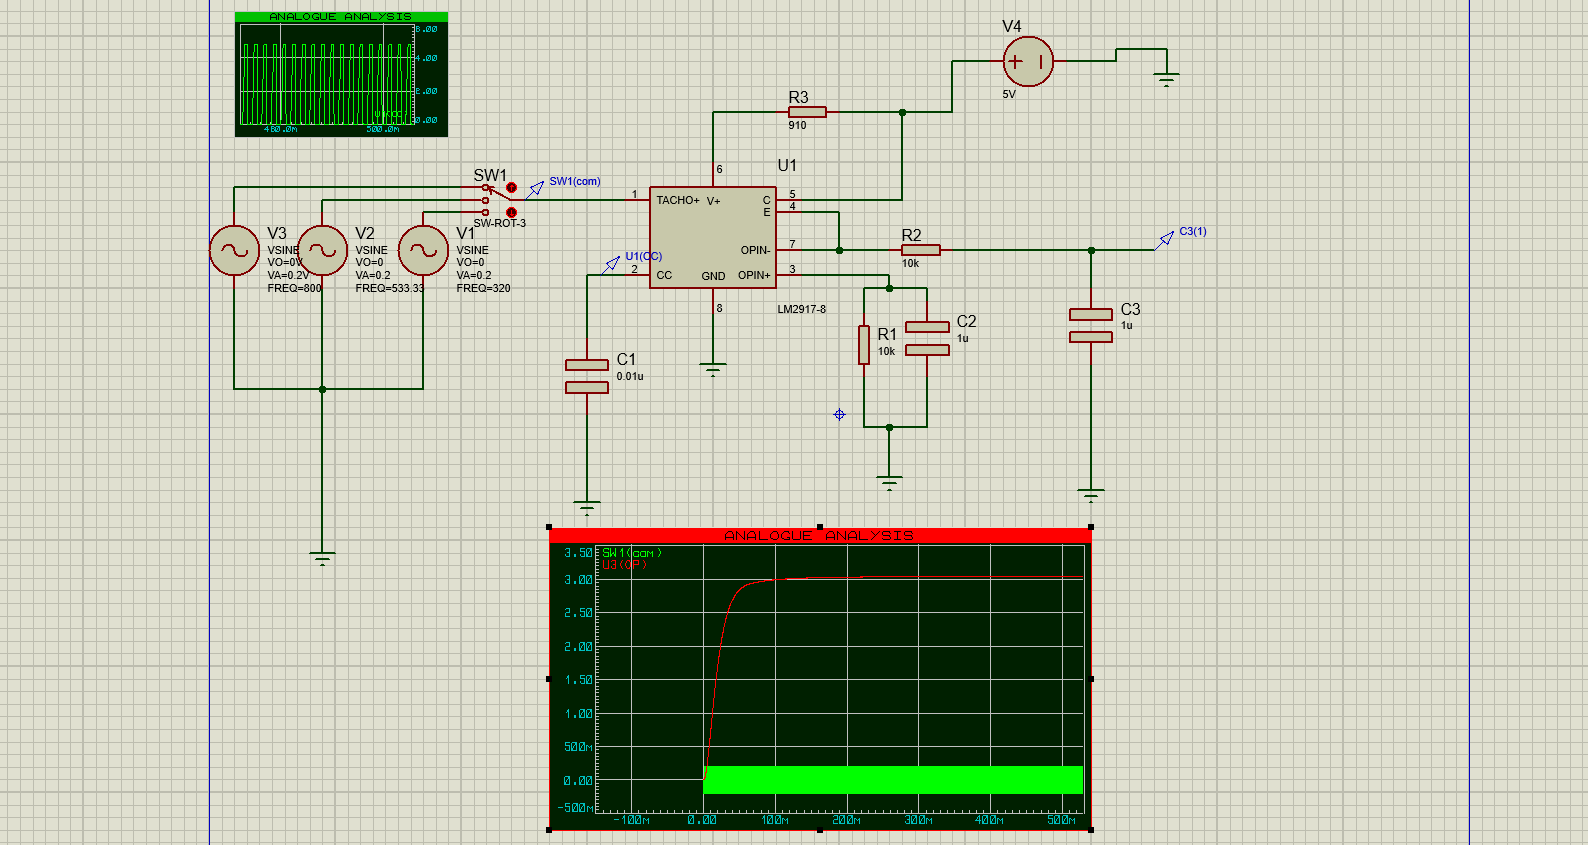 ANALOGUE ANALYSIS
6.00
4.00
2.00
0.00
480.0m
500.0m
V4
5V
R3
910
U1
SW1
SW1(com)
SW-ROT-3
1
TACHO+
V+
6
C
5
E
4
OPIN-
7
OPIN+
3
GND
8
CC
2
U1(CC)
LM2917-8
V3
VSINE
VO=0V
VA=0.2V
FREQ=800
V2
VSINE
VO=0
VA=0.2
FREQ=533.33
V1
VSINE
VO=0
VA=0.2
FREQ=320
R2
10k
C3(1)
C3
1u
R1
10k
C2
1u
C1
0.01u
ANALOGUE ANALYSIS
SW1(com)
U3(OP)
3.50
3.00
2.50
2.00
1.50
1.00
500m
0.00
-500m
-100m
0.00
100m
200m
300m
400m
500m